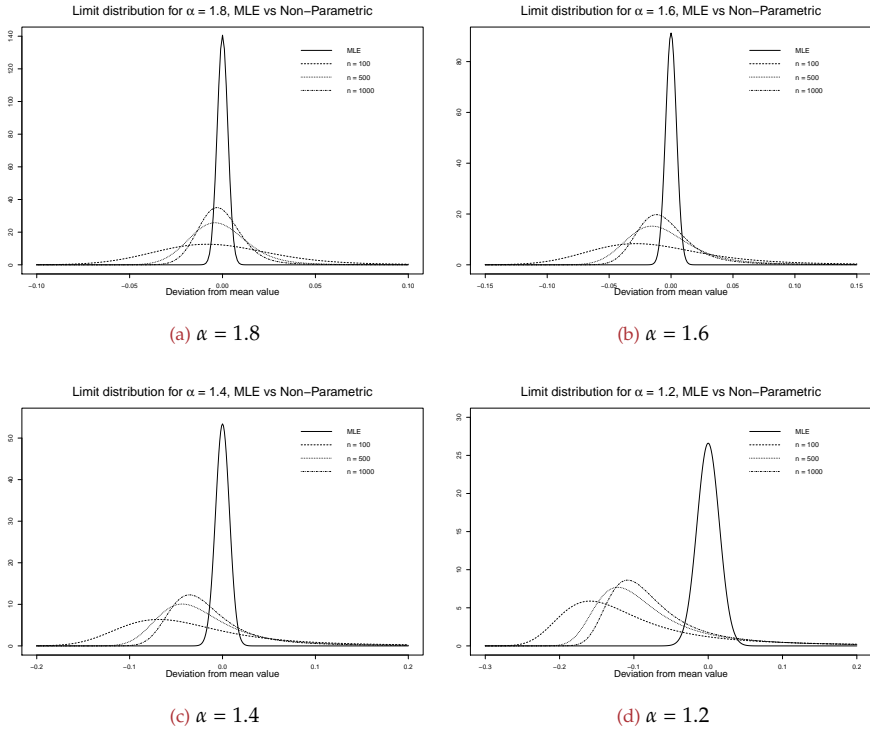 Limit distribution for α = 1.8, MLE vs Non−Parametric
140
120
100
80
60
40
20
0
MLE
n = 100
n = 500
n = 1000
−0.10
−0.05
0.00
0.05
0.10
Deviation from mean value
(a) α = 1.8
Limit distribution for α = 1.6, MLE vs Non−Parametric
80
60
40
20
0
MLE
n = 100
n = 500
n = 1000
−0.15
−0.10
−0.05
0.00
0.05
0.10
0.15
Deviation from mean value
(b) α = 1.6
Limit distribution for α = 1.4, MLE vs Non−Parametric
50
40
30
20
10
0
MLE
n = 100
n = 500
n = 1000
−0.2
−0.1
0.0
0.1
0.2
Deviation from mean value
(c) α = 1.4
Limit distribution for α = 1.2, MLE vs Non−Parametric
30
25
20
15
10
5
0
MLE
n = 100
n = 500
n = 1000
−0.3
−0.2
−0.1
0.0
0.1
0.2
Deviation from mean value
(d) α = 1.2